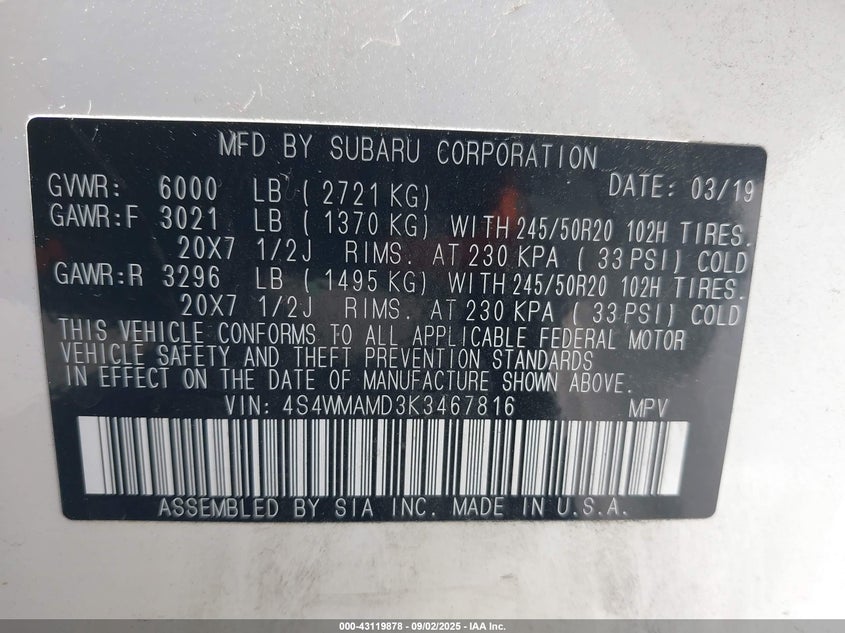 MFD BY SUBARU CORPORATION
GVWR: 6000 LB ( 2721 KG) DATE: 03/19
GAWR:F 3021 LB ( 1370 KG) WITH 245/50R20 102H TIRES.
20X7 1/2J RIMS. AT 230 KPA ( 33 PSI) COLD
GAWR:R 3296 LB ( 1495 KG) WITH 245/50R20 102H TIRES.
20X7 1/2J RIMS. AT 230 KPA ( 33 PSI) COLD
THIS VEHICLE CONFORMS TO ALL APPLICABLE FEDERAL MOTOR
VEHICLE SAFETY AND THEFT PREVENTION STANDARDS
IN EFFECT ON THE DATE OF MANUFACTURE SHOWN ABOVE.
VIN: 4S4WMAMD3K3467816 MPV
ASSEMBLED BY SIA INC. MADE IN U.S.A.
000-43119878 - 09/02/2025 - IAA Inc.